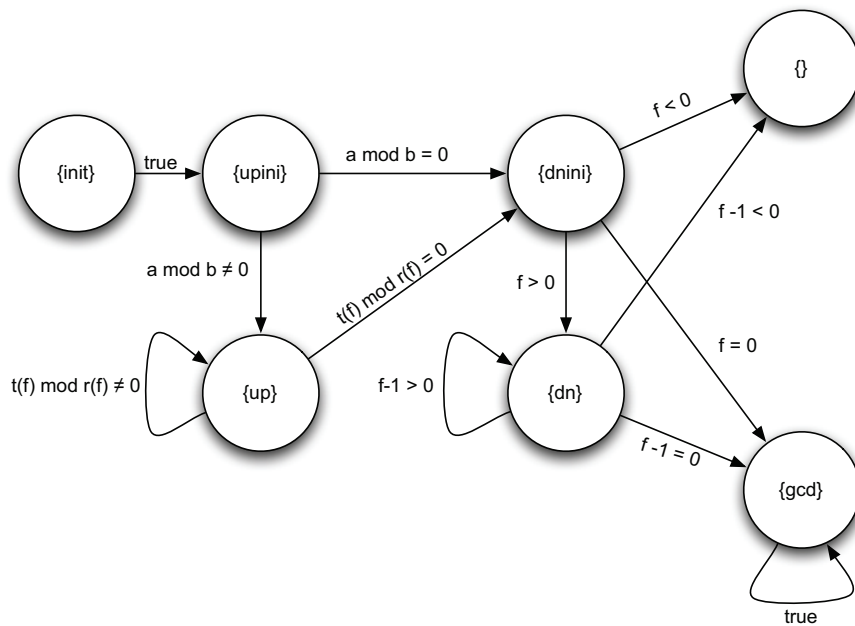 {}
f < 0
{init}
true
{upini}
a mod b = 0
{dnini}
f -1 < 0
a mod b ≠ 0
t(f) mod r(f) = 0
f > 0
f = 0
t(f) mod r(f) ≠ 0
{up}
f-1 > 0
{dn}
f -1 = 0
{gcd}
true